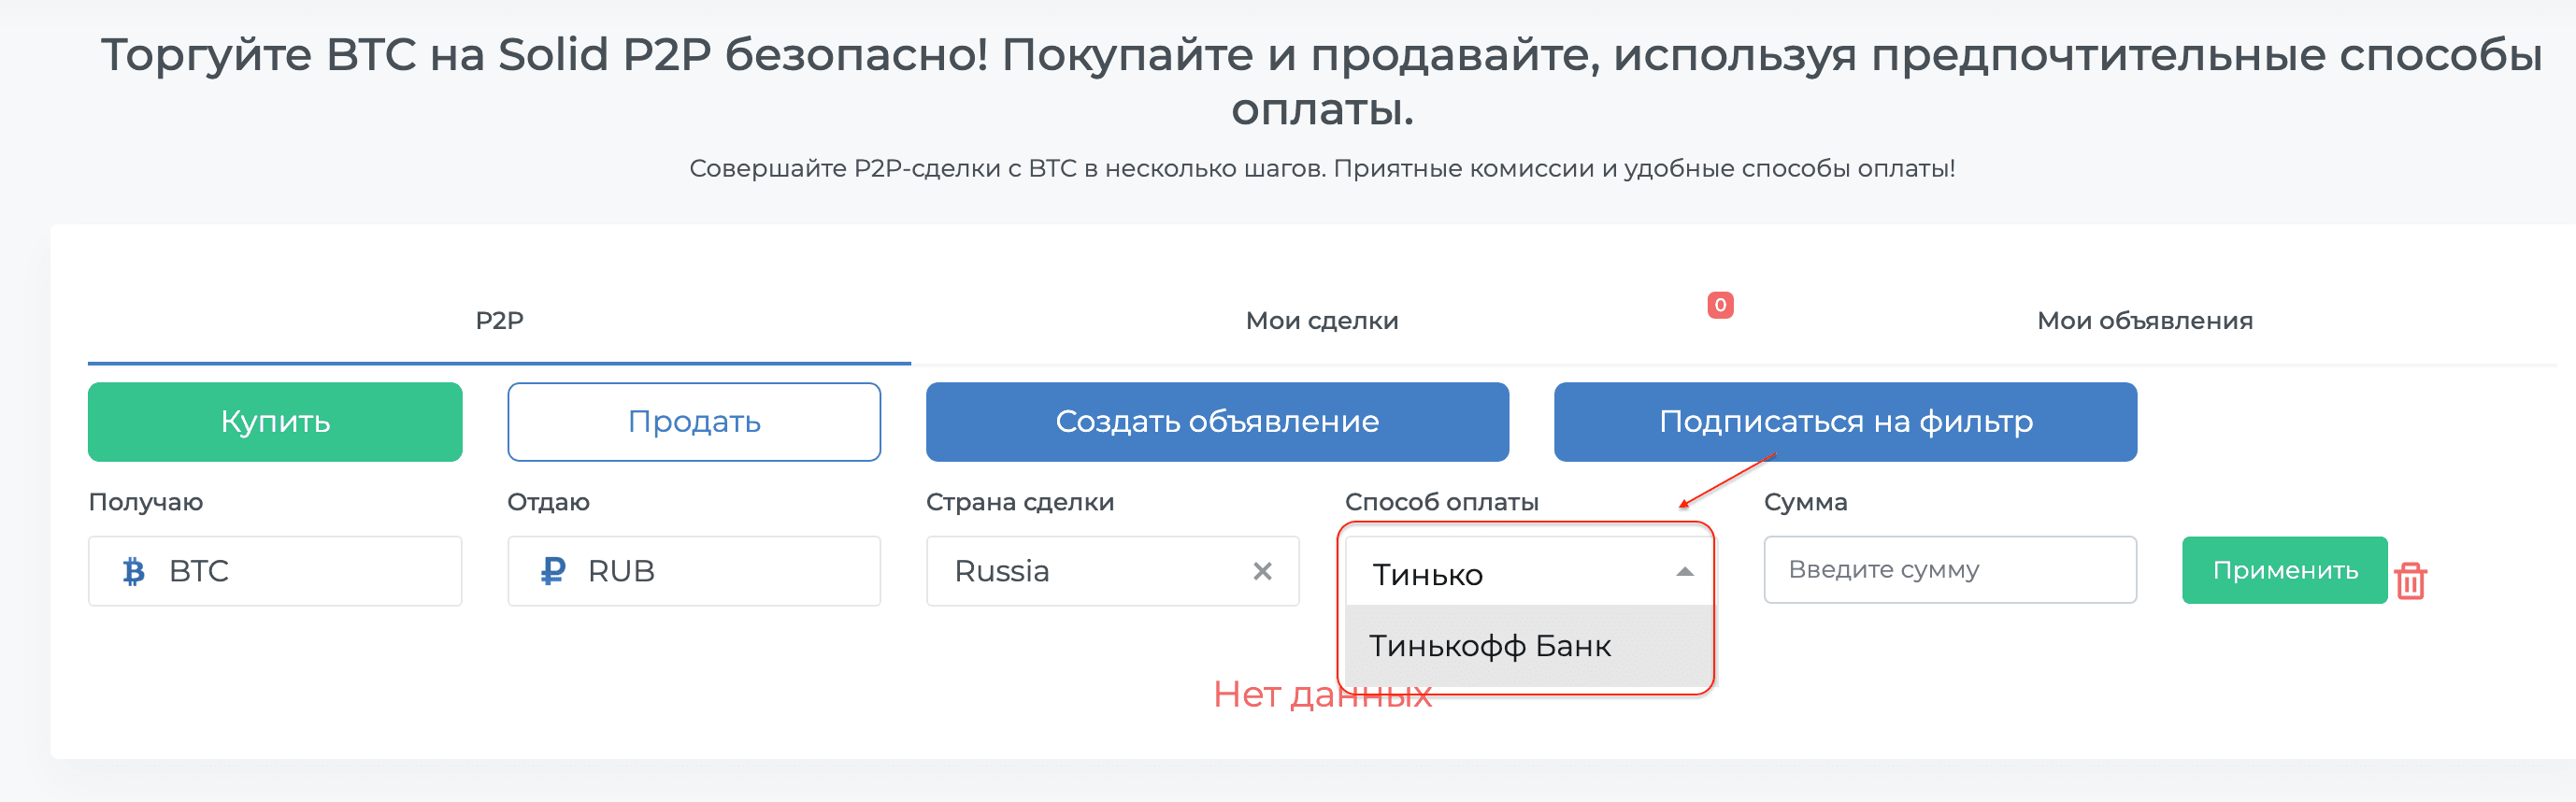 Торгуйте BTC на Solid P2P безопасно! Покупайте и продавайте, используя предпочтительные способы
оплаты.
Совершайте P2P-сделки с BTC в несколько шагов. Приятные комиссии и удобные способы оплаты!
P2P
Мои сделки
0
Мои объявления
Купить
Продать
Создать объявление
Подписаться на фильтр
Получаю
Отдаю
Страна сделки
Способ оплаты
Сумма
BTC
RUB
Russia
Тинько
Введите сумму
Применить
Тинькофф Банк
Нет данных